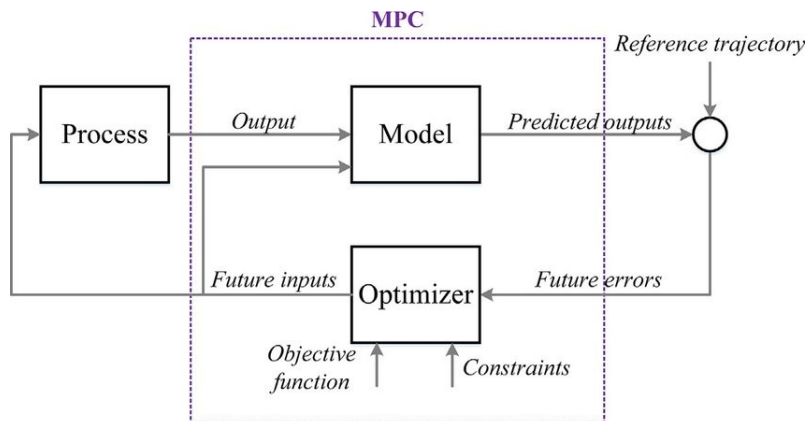 MPC
Reference trajectory
Process
Output
Model
Predicted outputs
Future inputs
Optimizer
Future errors
Objective
function
Constraints